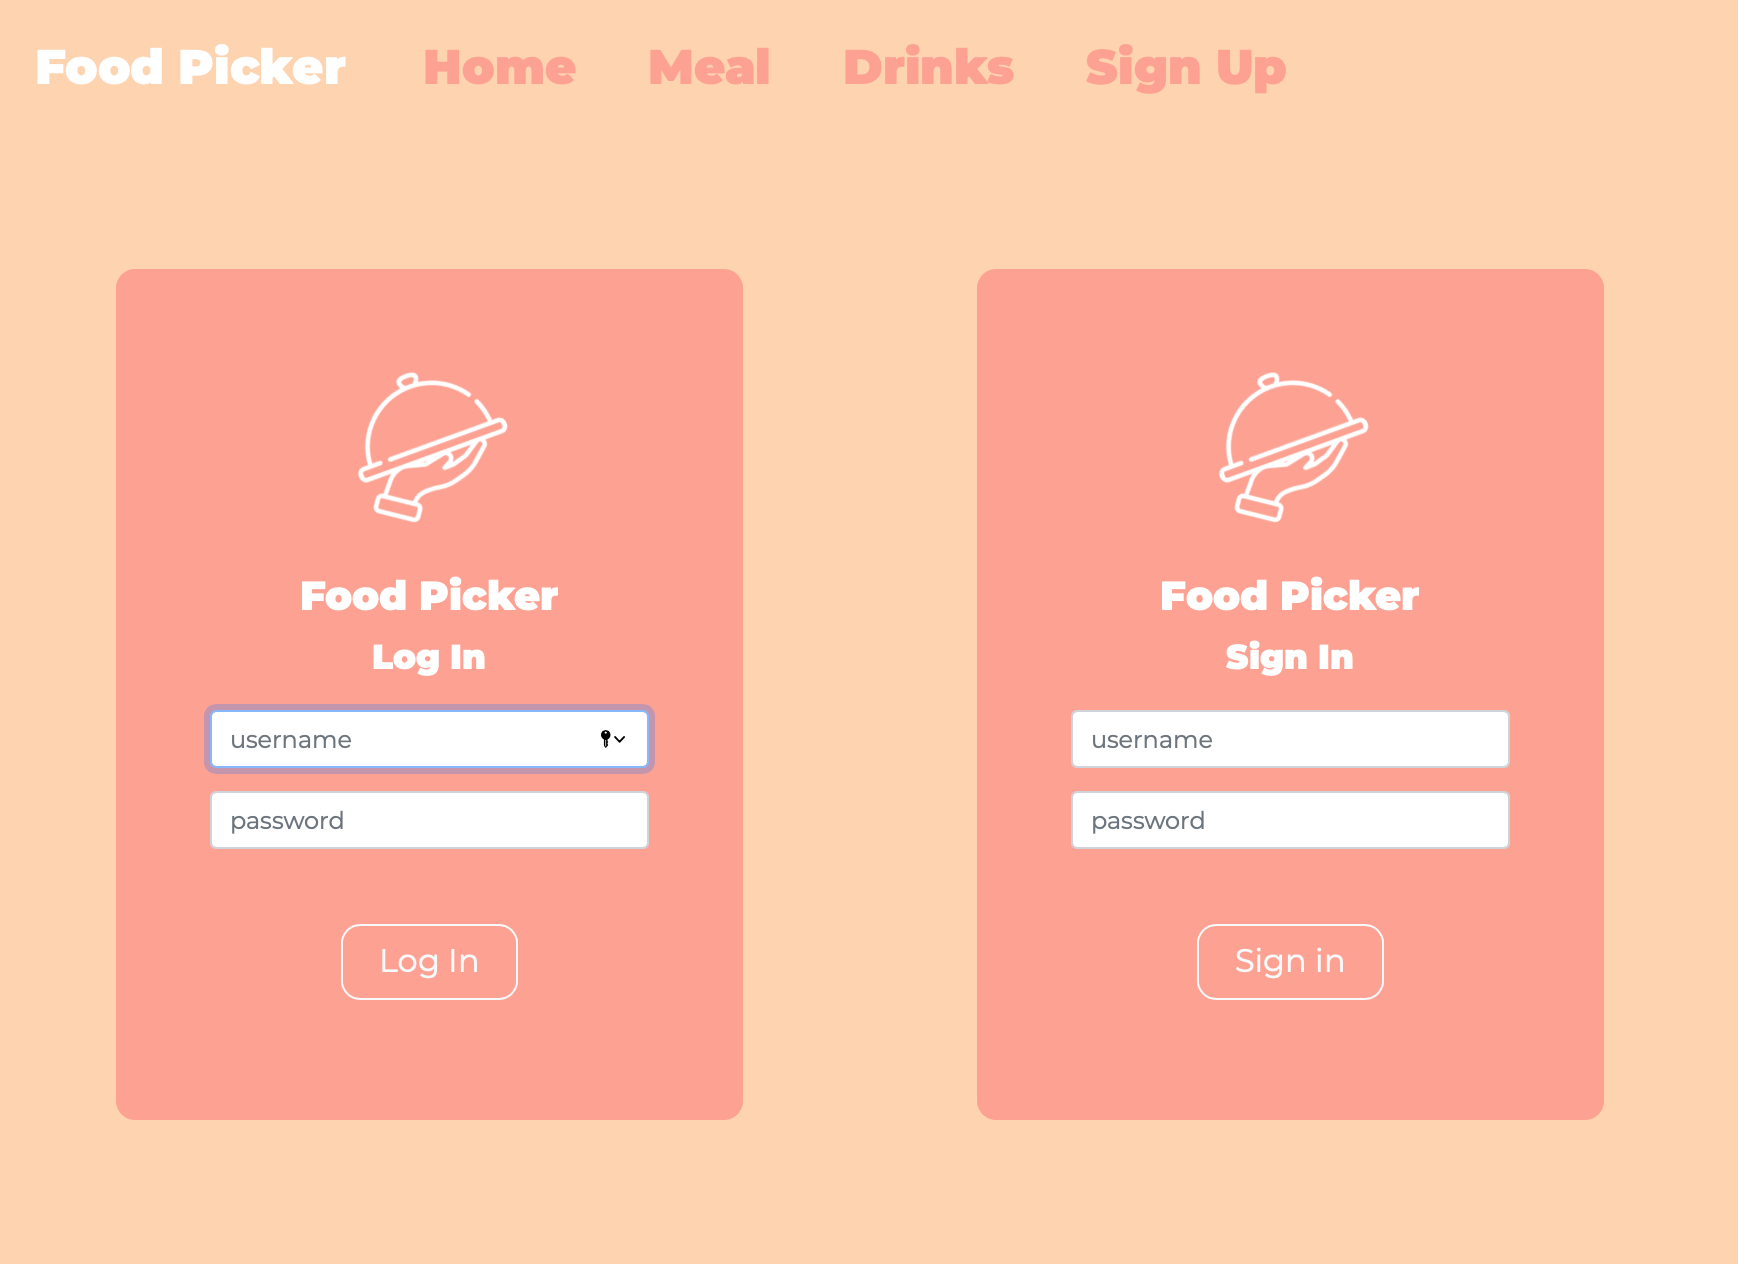 Food Picker Home Meal Drinks Sign Up
Food Picker
Log In
username
password
Log In
Food Picker
Sign In
username
password
Sign in